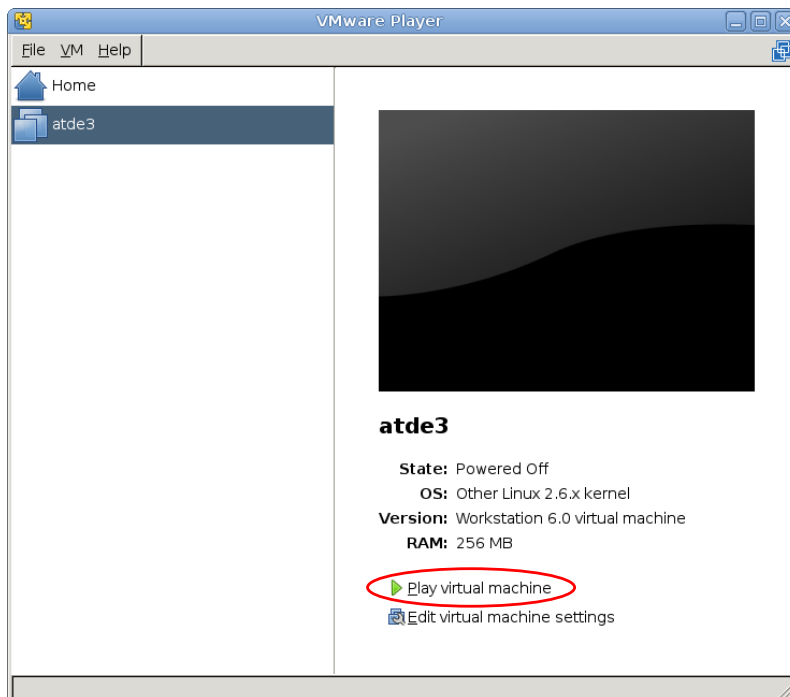 VMware Player
File VM Help
Home
atde3
atde3
State: Powered Off
OS: Other Linux 2.6.x kernel
Version: Workstation 6.0 virtual machine
RAM: 256 MB
Play virtual machine
Edit virtual machine settings